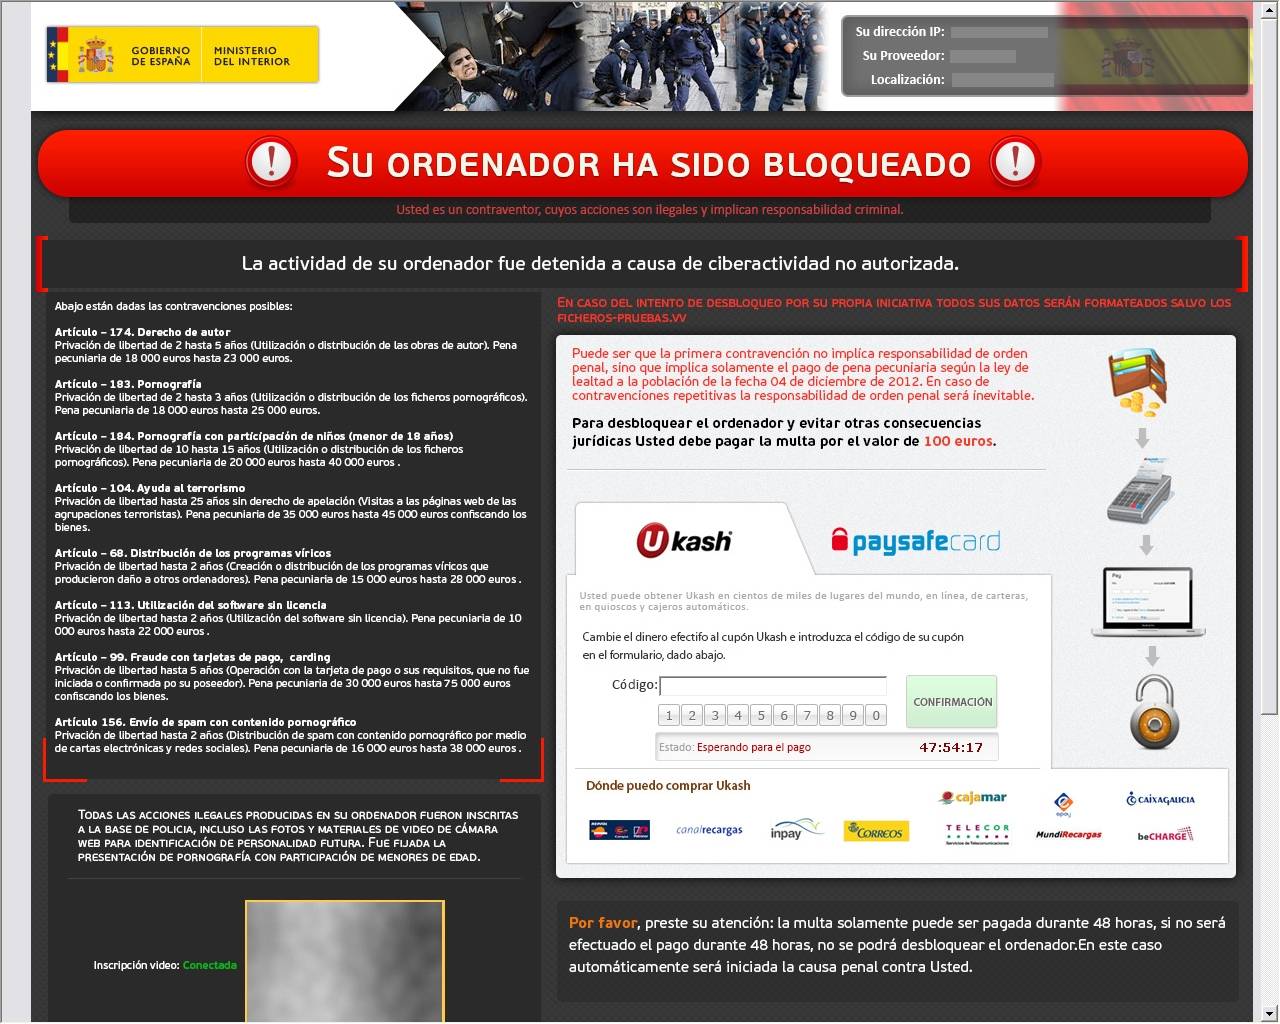 GOBIERNO
DE ESPAÑA
MINISTERIO
DEL INTERIOR
Su dirección IP:
Su Proveedor:
Localización:
SU ORDENADOR HA SIDO BLOQUEADO
Usted es un contraventor, cuyos acciones son ilegales y implican responsabilidad criminal.
La actividad de su ordenador fue detenida a causa de ciberactividad no autorizada.
Abajo están dadas las contravenciones posibles:
Artículo – 174. Derecho de autor
Privación de libertad de 2 hasta 5 años (Utilización o distribución de las obras de autor). Pena
pecuniaria de 18 000 euros hasta 23 000 euros.
Artículo – 183. Pornografía
Privación de libertad de 2 hasta 3 años (Utilización o distribución de los ficheros pornográficos).
Pena pecuniaria de 18 000 euros hasta 25 000 euros.
Artículo – 184. Pornografía con participación de niños (menor de 18 años)
Privación de libertad de 10 hasta 15 años (Utilización o distribución de los ficheros
pornográficos). Pena pecuniaria de 20 000 euros hasta 40 000 euros .
Artículo – 104. Ayuda al terrorismo
Privación de libertad hasta 25 años sin derecho de apelación (Visitas a las páginas web de las
agrupaciones terroristas). Pena pecuniaria de 35 000 euros hasta 45 000 euros confiscando los
bienes.
Artículo – 68. Distribución de los programas víricos
Privación de libertad hasta 2 años (Creación o distribución de los programas víricos que
producieron daño a otros ordenadores). Pena pecuniaria de 15 000 euros hasta 28 000 euros .
Artículo – 113. Utilización del software sin licencia
Privación de libertad hasta 2 años (Utilización del software sin licencia). Pena pecuniaria de 10
000 euros hasta 22 000 euros .
Artículo – 99. Fraude con tarjetas de pago, carding
Privación de libertad hasta 5 años (Operación con la tarjeta de pago o sus requisitos, que no fue
iniciada o confirmada po su poseedor). Pena pecuniaria de 30 000 euros hasta 75 000 euros
confiscando los bienes.
Artículo 156. Envío de spam con contenido pornográfico
Privación de libertad hasta 2 años (Distribución de spam con contenido pornográfico por medio
de cartas electrónicas y redes sociales). Pena pecuniaria de 16 000 euros hasta 38 000 euros .
TODAS LAS ACCIONES ILEGALES PRODUCIDAS EN SU ORDENADOR FUERON INSCRITAS
A LA BASE DE POLICIA, INCLUSO LAS FOTOS Y MATERIALES DE VIDEO DE CÁMARA
WEB PARA IDENTIFICACIÓN DE PERSONALIDAD FUTURA. FUE FIJADA LA
PRESENTACIÓN DE PORNOGRAFÍA CON PARTICIPACIÓN DE MENORES DE EDAD.
Inscripción video: Conectada
EN CASO DEL INTENTO DE DESBLOQUEO POR SU PROPIA INICIATIVA TODOS SUS DATOS SERÁN FORMATEADOS SALVO LOS
FICHEROS-PRUEBAS.VV
Puede ser que la primera contravención no implica responsabilidad de orden
penal, sino que implica solamente el pago de pena pecuniaria según la ley de
lealtad a la población de la fecha 04 de diciembre de 2012. En caso de
contravenciones repetitivas la responsabilidad de orden penal será inevitable.
Para desbloquear el ordenador y evitar otras consecuencias
jurídicas Usted debe pagar la multa por el valor de 100 euros.
Ukash
paysafecard
Usted puede obtener Ukash en cientos de miles de lugares del mundo, en línea, de carteras,
en quioscos y cajeros automáticos.
Cambie el dinero efectifo al cupón Ukash e introduzca el código de su cupón
en el formulario, dado abajo.
Código:
CONFIRMACIÓN
1 2 3 4 5 6 7 8 9 0
Estado: Esperando para el pago 47:54:17
Dónde puedo comprar Ukash
cajamar
epay
CAIXAGALICIA
REPSOL
canalrecargas
inpay
CORREOS
TELECOR
Servicios de Telecomunicaciones
MundiRecargas
beCHARGE
Pay
Por favor, preste su atención: la multa solamente puede ser pagada durante 48 horas, si no será
efectuado el pago durante 48 horas, no se podrá desbloquear el ordenador.En este caso
automáticamente será iniciada la causa penal contra Usted.